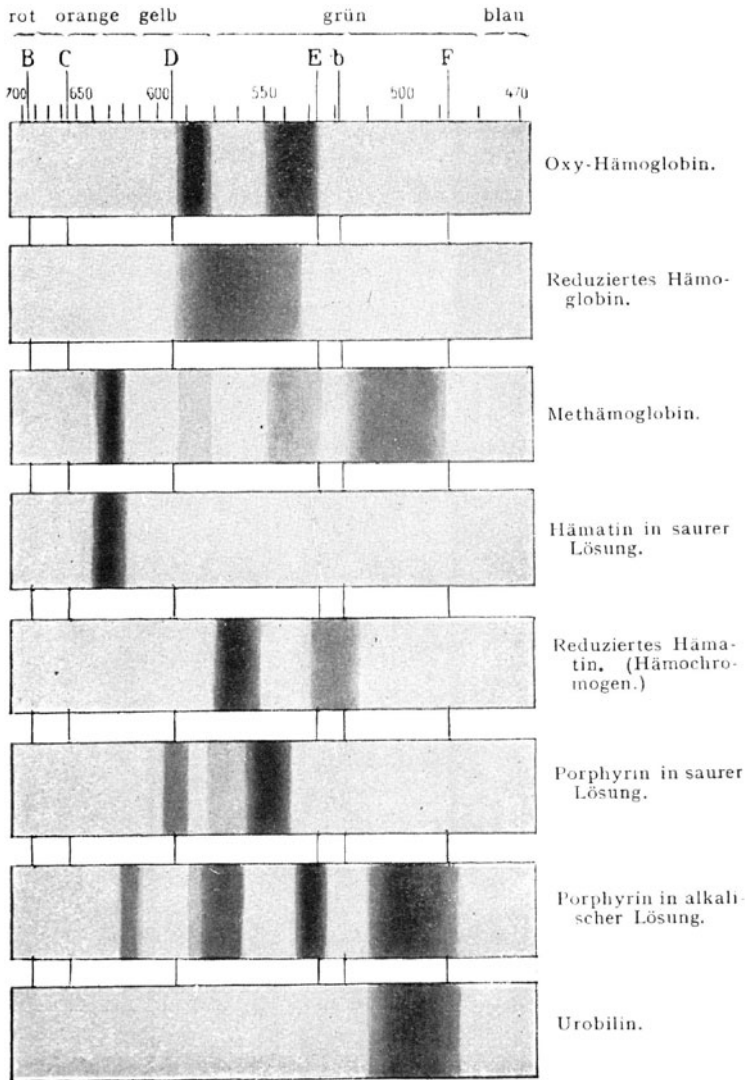 rot orange gelb grün blau
B C D E b F
700 650 600 550 500 470
Oxy-Hämoglobin.
Reduziertes Hämo-
globin.
Methämoglobin.
Hämatin in saurer
Lösung.
Reduziertes Häma-
tin. (Hämochro-
mogen.)
Porphyrin in saurer
Lösung.
Porphyrin in alkali-
scher Lösung.
Urobilin.